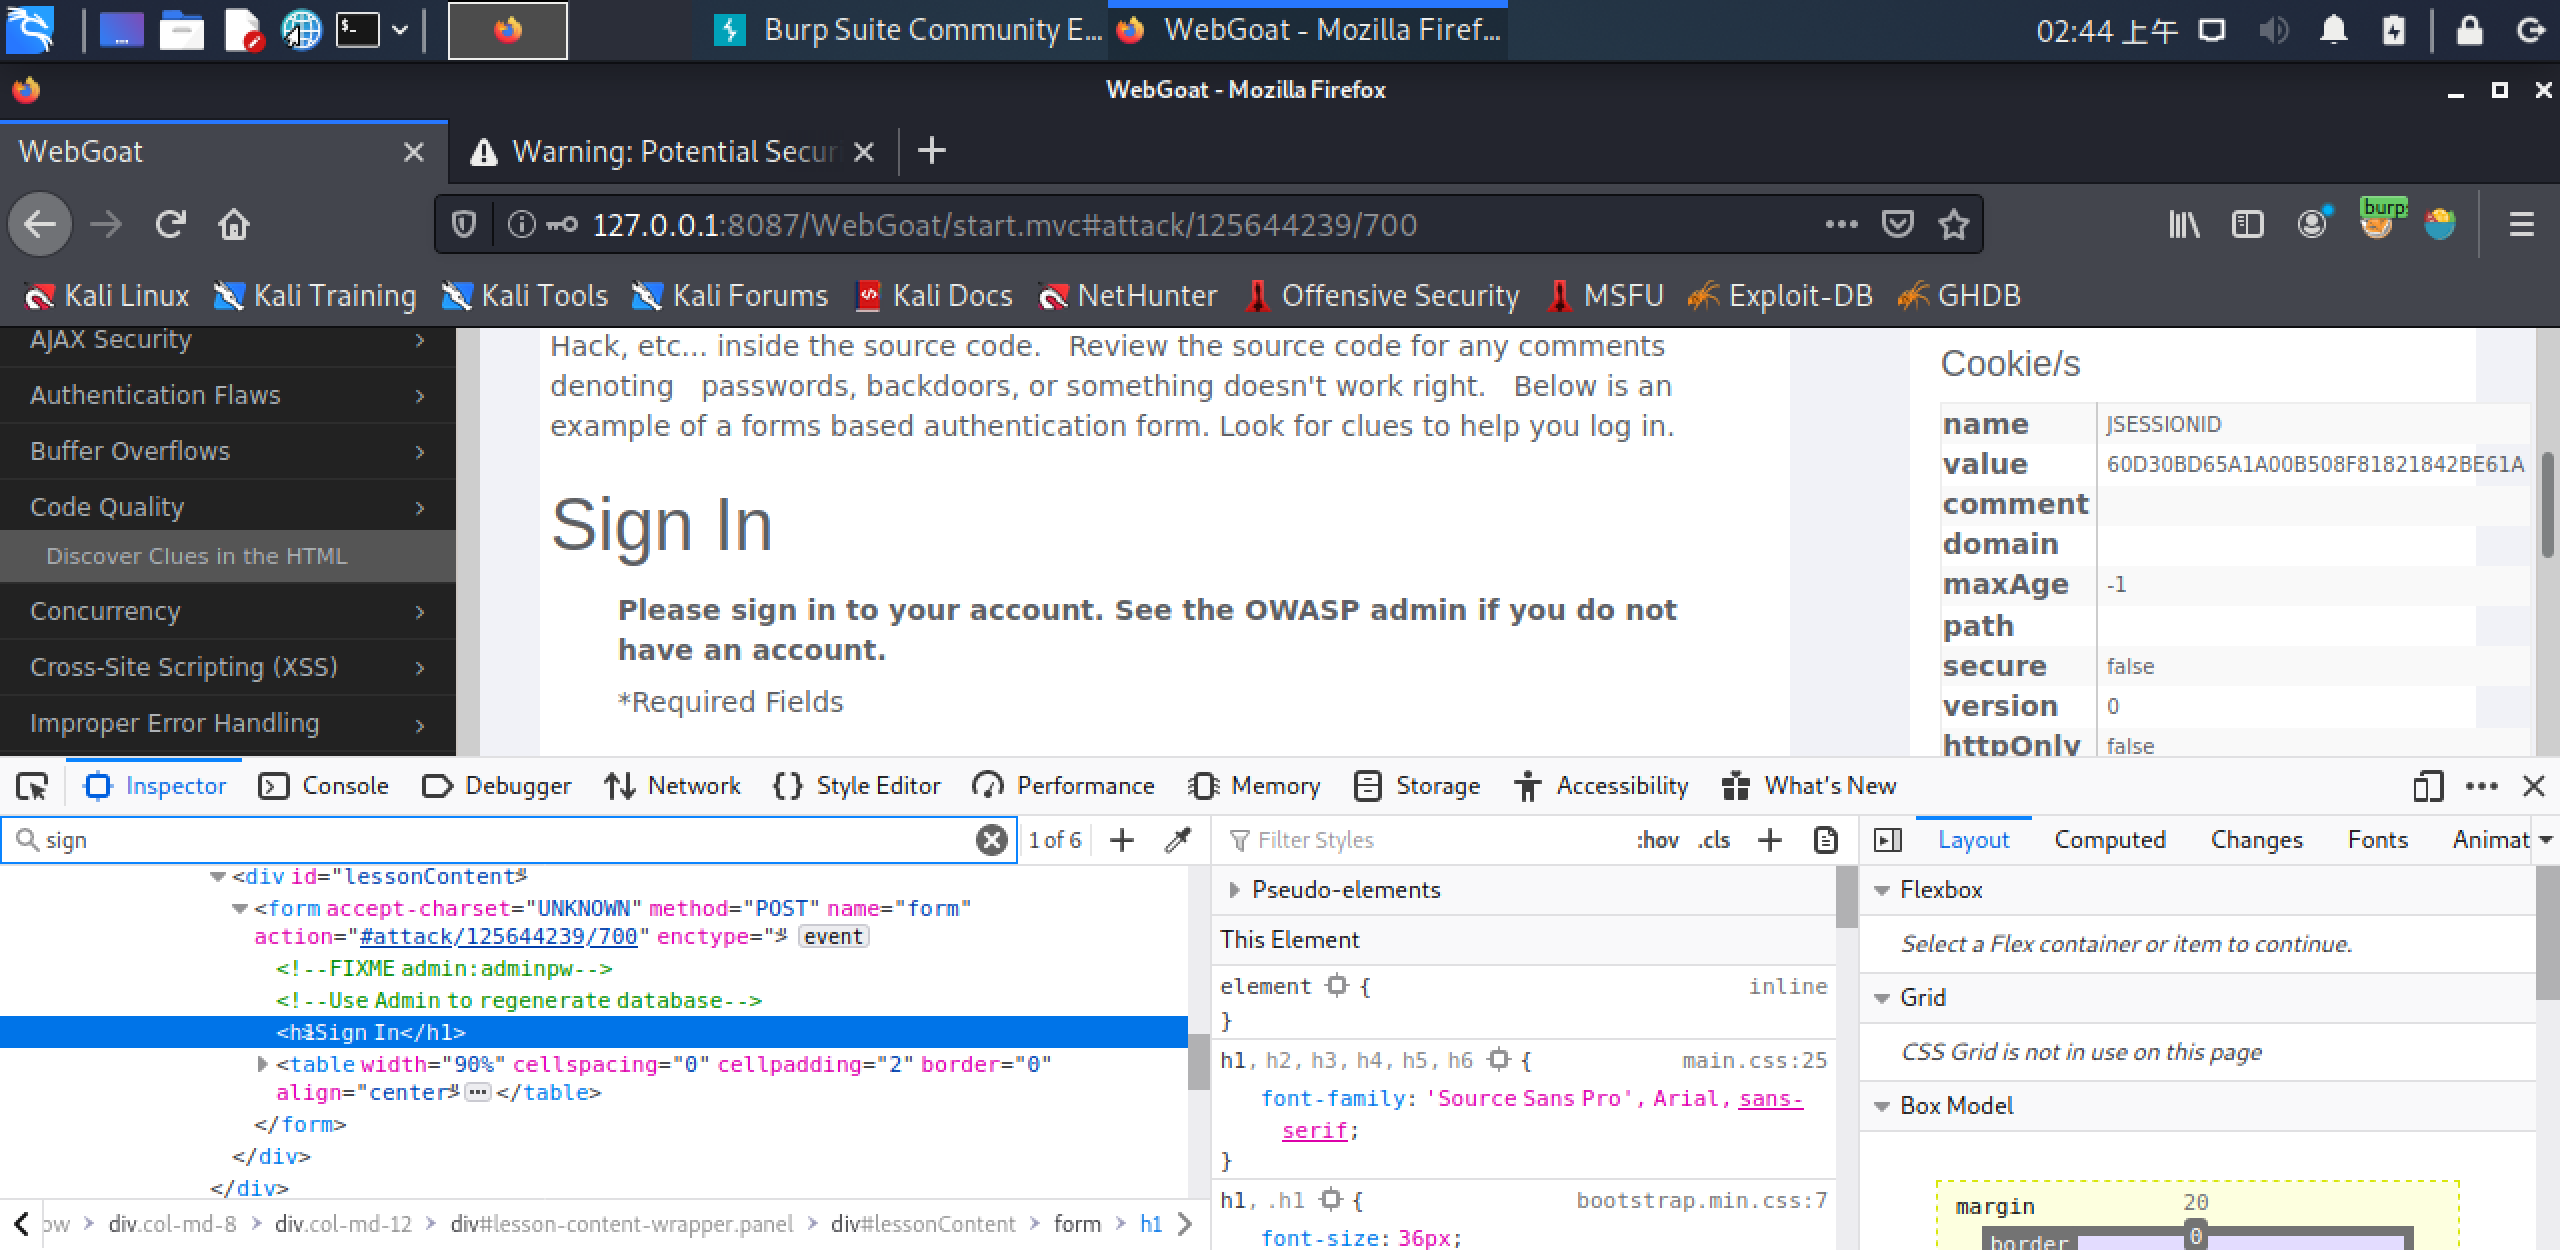 Burp Suite Community E...
WebGoat - Mozilla Firef...
02:44 上午
WebGoat - Mozilla Firefox
WebGoat
Warning: Potential Secur
127.0.0.1:8087/WebGoat/start.mvc#attack/125644239/700
burp
Kali Linux Kali Training Kali Tools Kali Forums Kali Docs NetHunter Offensive Security MSFU Exploit-DB GHDB
AJAX Security
Authentication Flaws
Buffer Overflows
Code Quality
Discover Clues in the HTML
Concurrency
Cross-Site Scripting (XSS)
Improper Error Handling
Hack, etc... inside the source code. Review the source code for any comments
denoting passwords, backdoors, or something doesn't work right. Below is an
example of a forms based authentication form. Look for clues to help you log in.
Sign In
Please sign in to your account. See the OWASP admin if you do not
have an account.
*Required Fields
Cookie/s
name JSESSIONID
value 60D30BD65A1A00B508F81821842BE61A
comment
domain
maxAge -1
path
secure false
version 0
httpOnly false
Inspector Console Debugger Network Style Editor Performance Memory Storage Accessibility What's New
sign
1 of 6
<div id="lessonContent">
<form accept-charset="UNKNOWN" method="POST" name="form"
action="#attack/125644239/700" enctype=""> event
<!--FIXME admin:adminpw-->
<!--Use Admin to regenerate database-->
<h1>Sign In</h1>
<table width="90%" cellspacing="0" cellpadding="2" border="0"
align="center"> ••• </table>
</form>
</div>
</div>
ow > div.col-md-8 > div.col-md-12 > div#lesson-content-wrapper.panel > div#lessonContent > form > h1
Filter Styles
:hov .cls
Pseudo-elements
This Element
element { inline
}
h1, h2, h3, h4, h5, h6 { main.css:25
font-family: 'Source Sans Pro', Arial, sans-
serif;
}
h1, .h1 { bootstrap.min.css:7
font-size: 36px;
Layout Computed Changes Fonts Animat
Flexbox
Select a Flex container or item to continue.
Grid
CSS Grid is not in use on this page
Box Model
margin 20
border 0